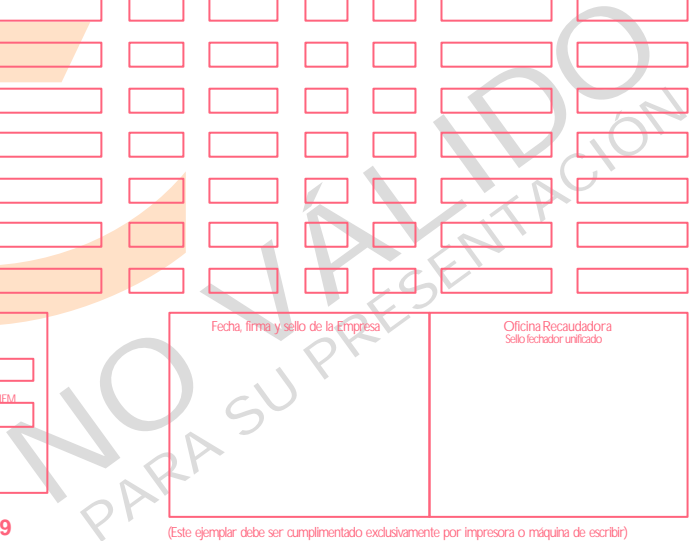 NO VÁLIDO
PARA SU PRESENTACIÓN
Fecha, firma y sello de la Empresa
Oficina Recaudadora
Sello fechador unificado
9
(Este ejemplar debe ser cumplimentado exclusivamente por impresora o máquina de escribir)